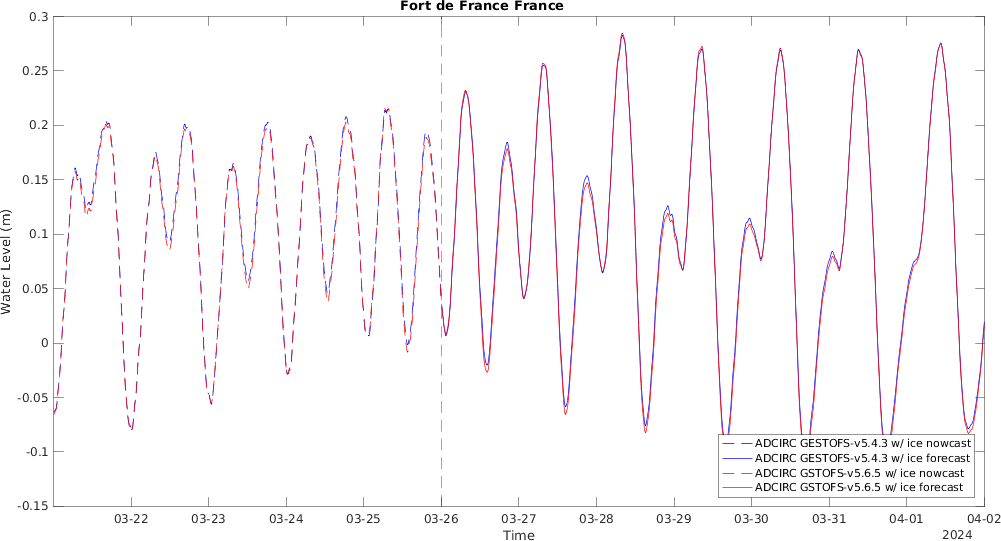 Fort de France France
0.3
0.25
0.2
0.15
0.1
0.05
0
-0.05
-0.1
-0.15
Water Level (m)
ADCIRC GESTOFS-v5.4.3 w/ ice nowcast
ADCIRC GESTOFS-v5.4.3 w/ ice forecast
ADCIRC GSTOFS-v5.6.5 w/ ice nowcast
ADCIRC GSTOFS-v5.6.5 w/ ice forecast
03-22 03-23 03-24 03-25 03-26 03-27 03-28 03-29 03-30 03-31 04-01 04-02
Time
2024